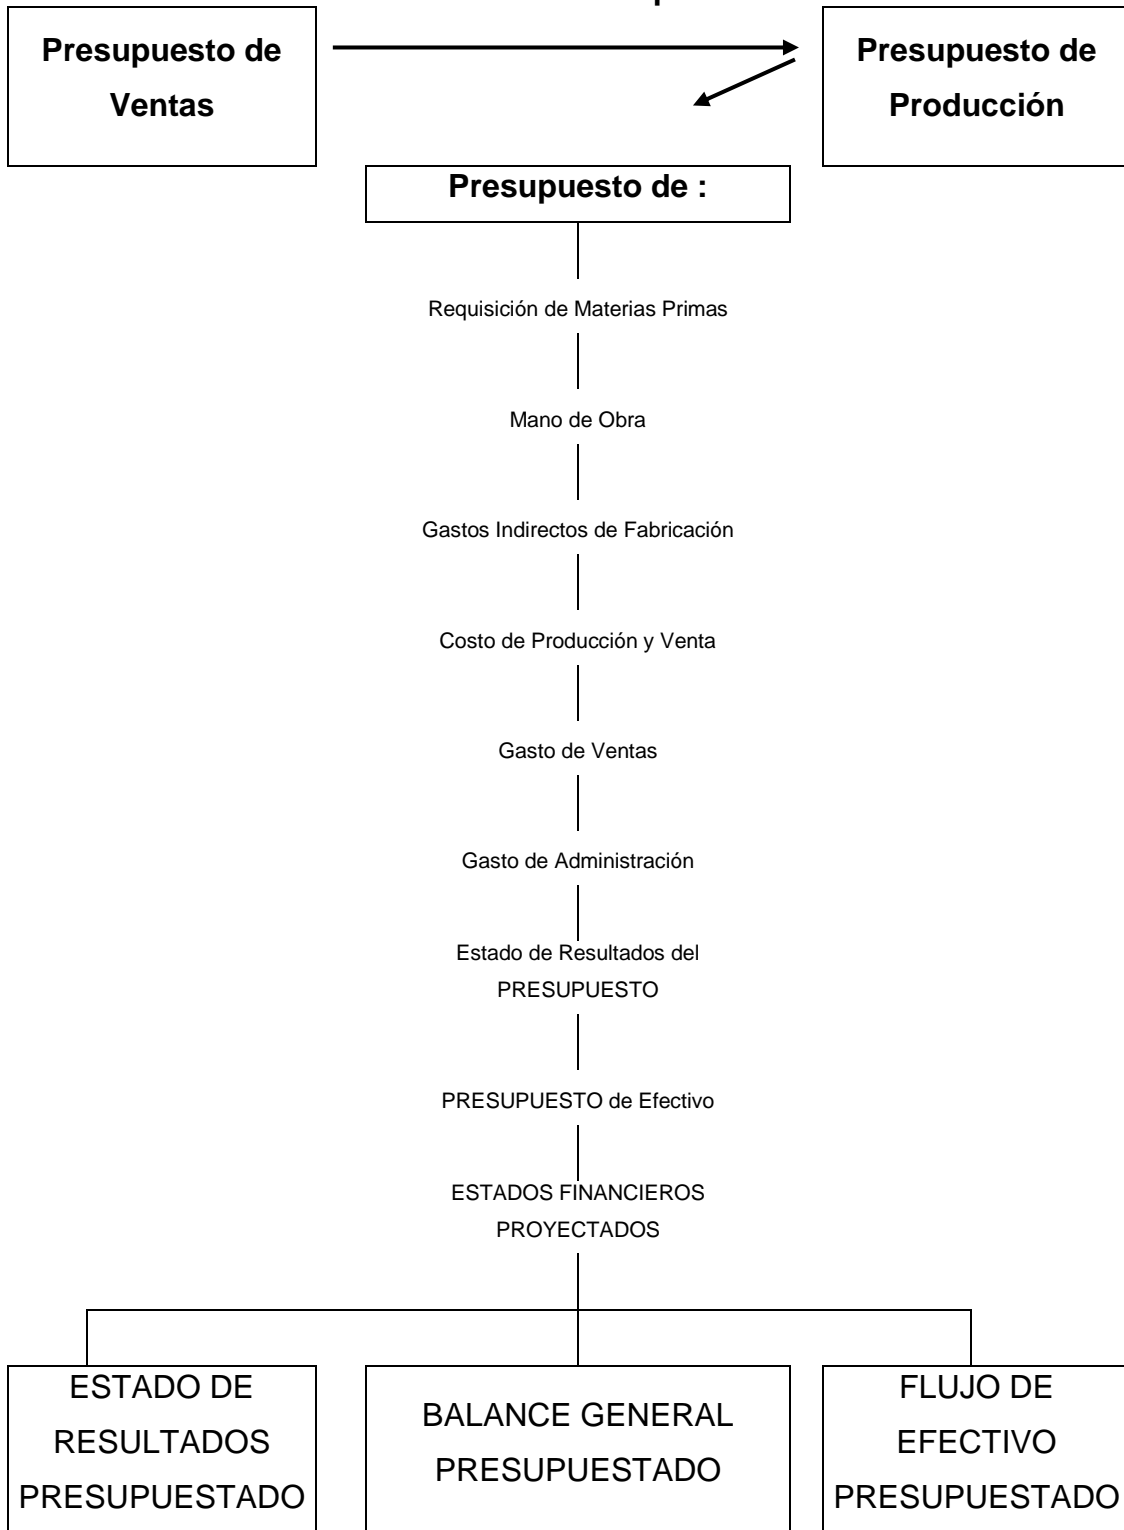 Presupuesto de
Ventas
Presupuesto de
Producción
Presupuesto de :
Requisición de Materias Primas
Mano de Obra
Gastos Indirectos de Fabricación
Costo de Producción y Venta
Gasto de Ventas
Gasto de Administración
Estado de Resultados del
PRESUPUESTO
PRESUPUESTO de Efectivo
ESTADOS FINANCIEROS
PROYECTADOS
ESTADO DE
RESULTADOS
PRESUPUESTADO
BALANCE GENERAL
PRESUPUESTADO
FLUJO DE
EFECTIVO
PRESUPUESTADO